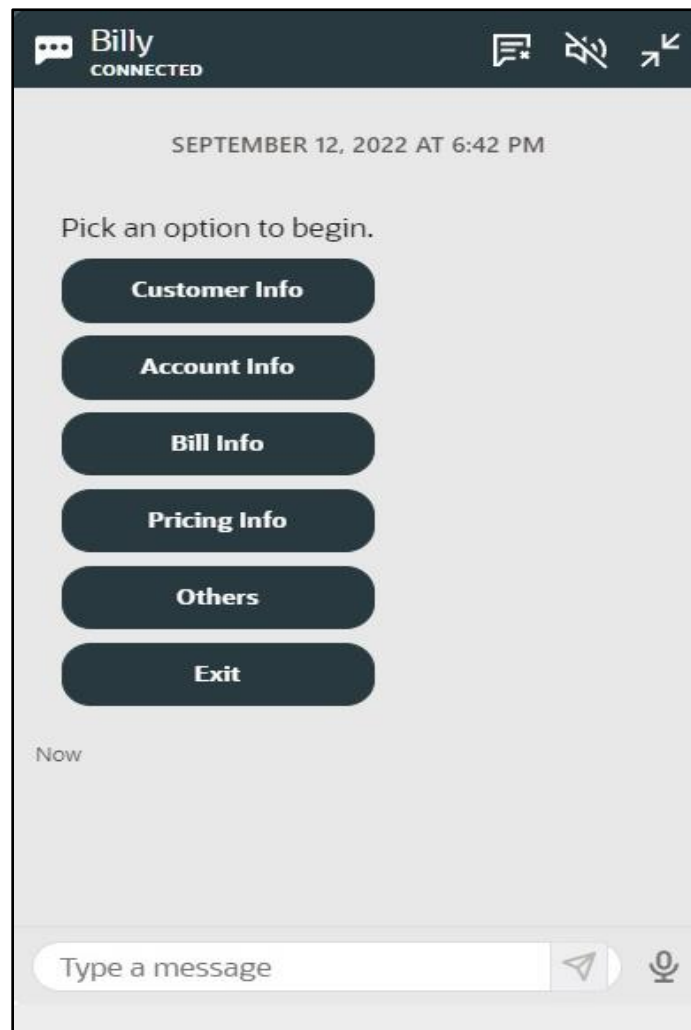 Billy
CONNECTED
SEPTEMBER 12, 2022 AT 6:42 PM
Pick an option to begin.
Customer Info
Account Info
Bill Info
Pricing Info
Others
Exit
Now
Type a message